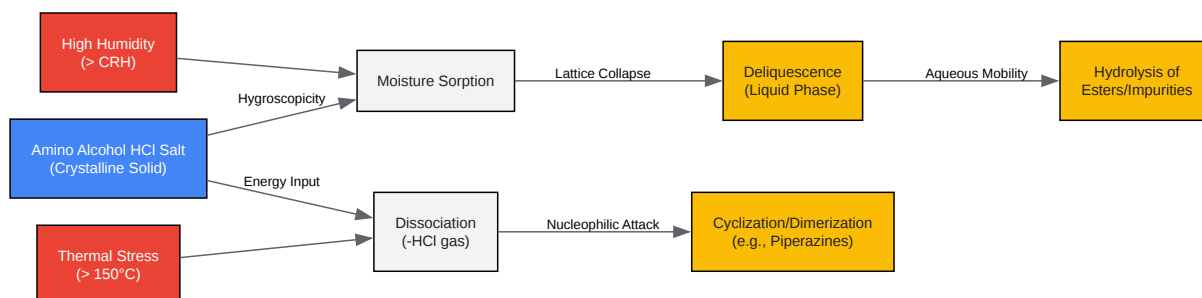 High Humidity
(> CRH)
Moisture Sorption
Lattice Collapse
Deliquescence
(Liquid Phase)
Aqueous Mobility
Hydrolysis of
Esters/Impurities
Hygroscopicity
Amino Alcohol HCl Salt
(Crystalline Solid)
Energy Input
Dissociation
(-HCl gas)
Nucleophilic Attack
Cyclization/Dimerization
(e.g., Piperazines)
Thermal Stress
(> 150°C)